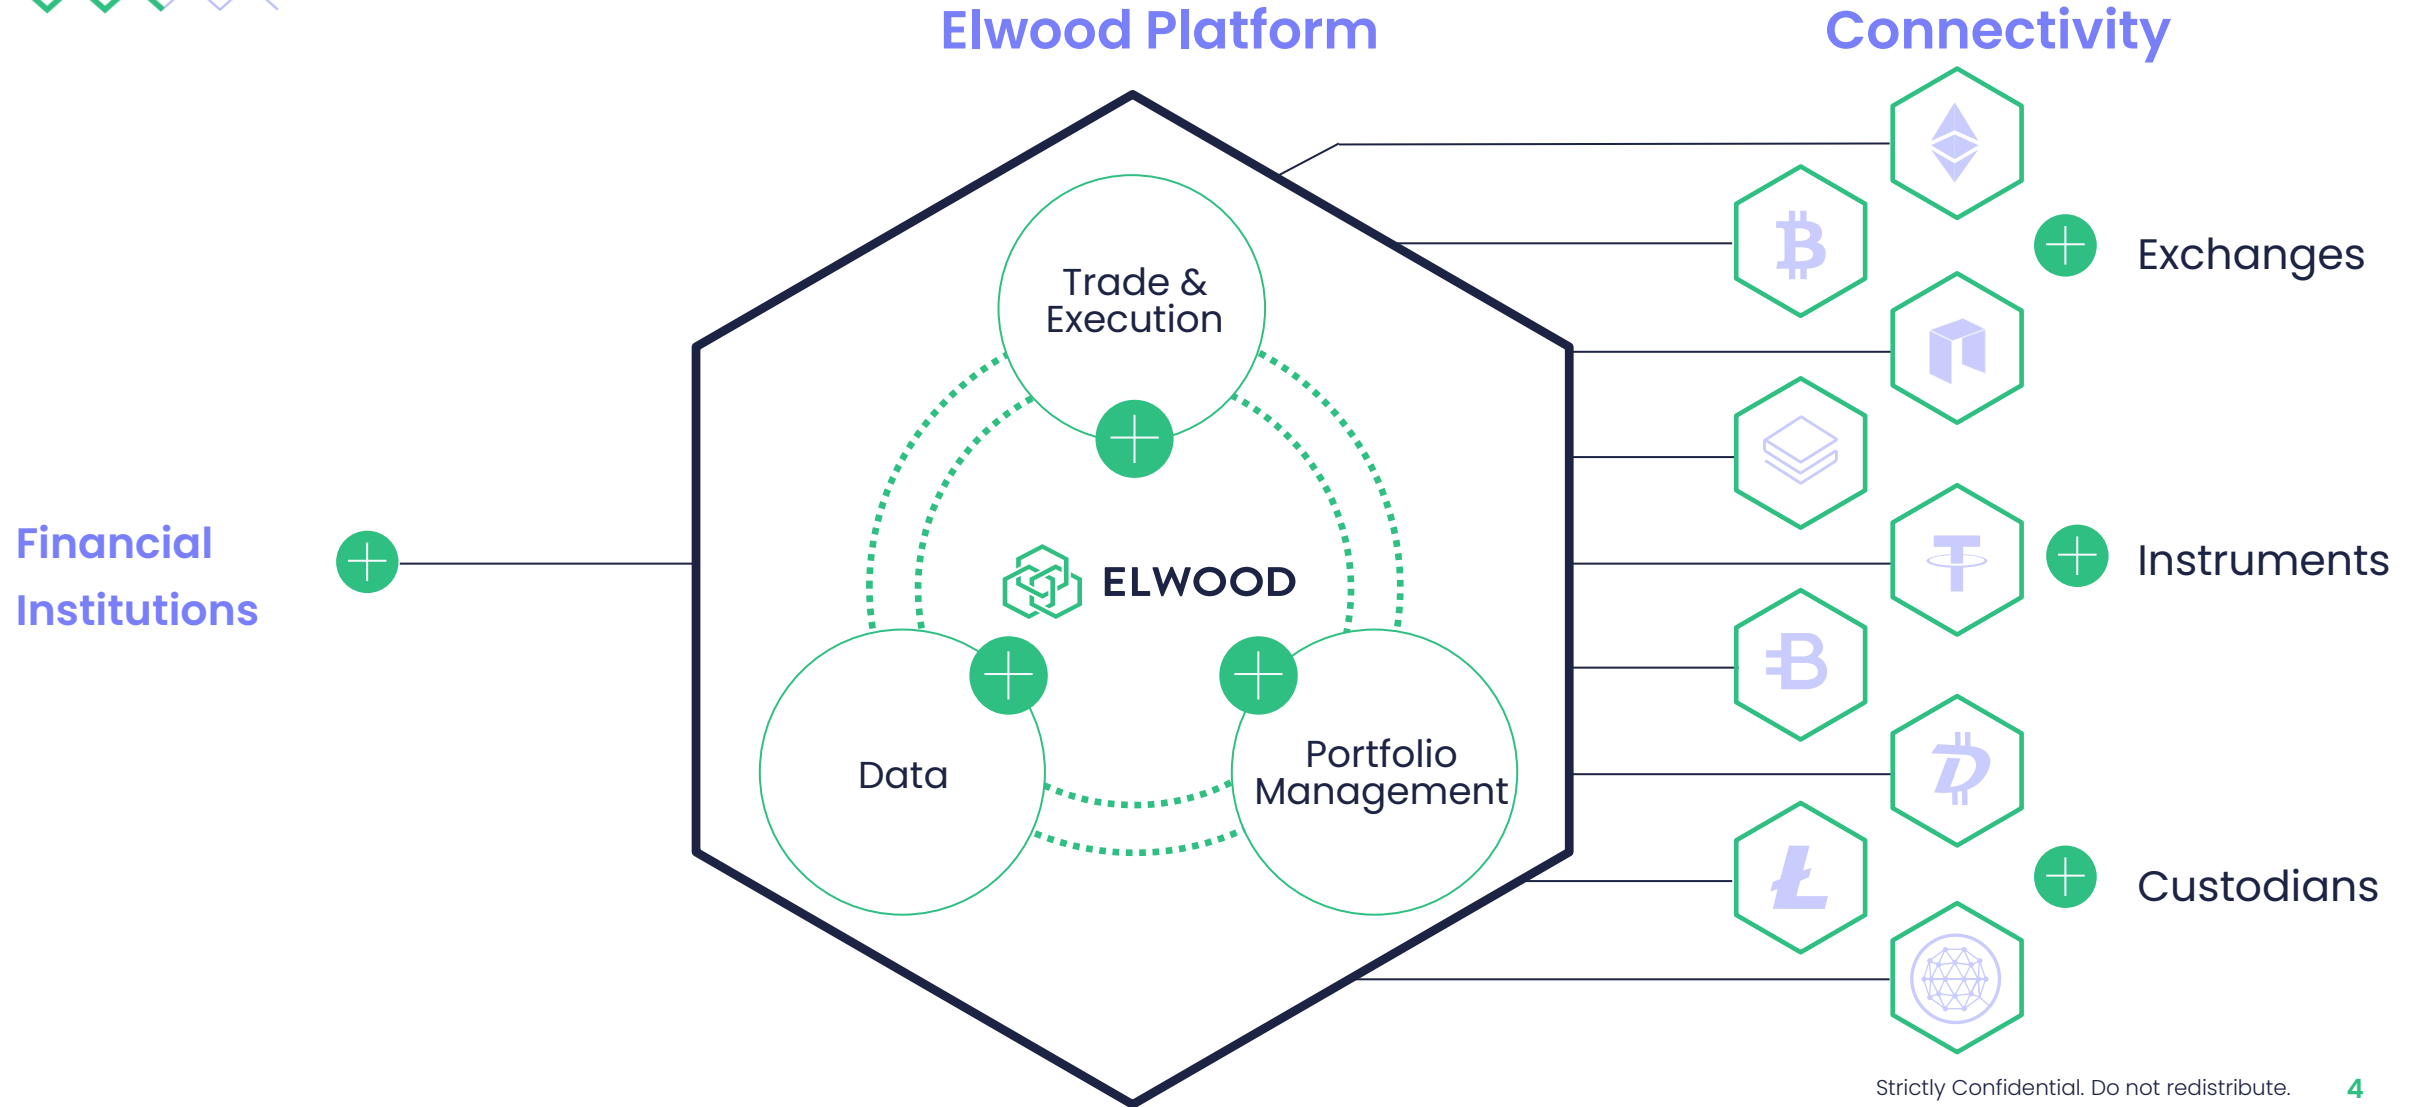 Elwood Platform
Connectivity
Trade &
Execution
Exchanges
Financial
Institutions
ELWOOD
Instruments
Data
Portfolio
Management
Custodians
Strictly Confidential. Do not redistribute.
4